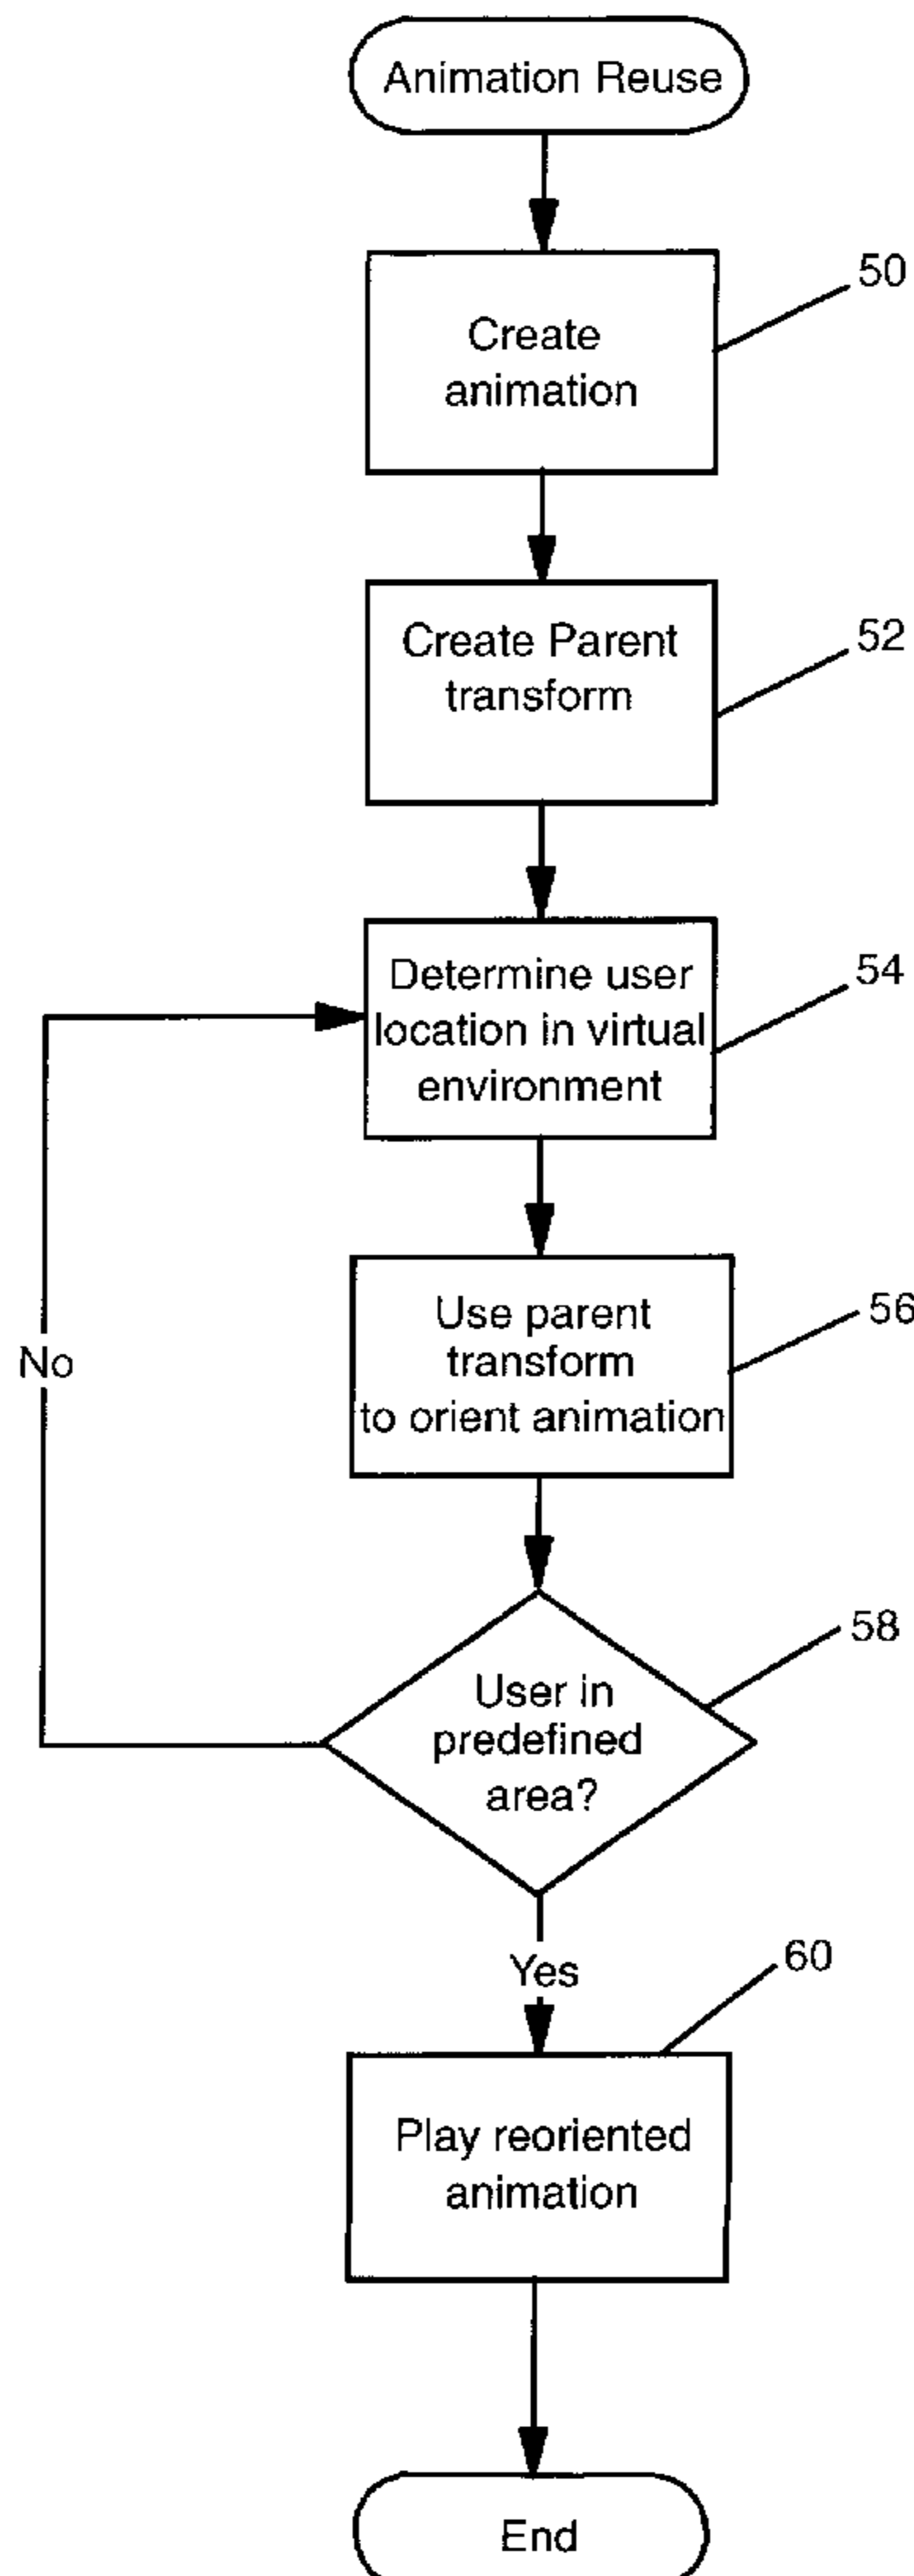 Animation Reuse
50
Create
animation
52
Create Parent
transform
54
Determine user
location in virtual
environment
56
Use parent
transform
to orient animation
No
58
User in
predefined
area?
Yes
60
Play reoriented
animation
End